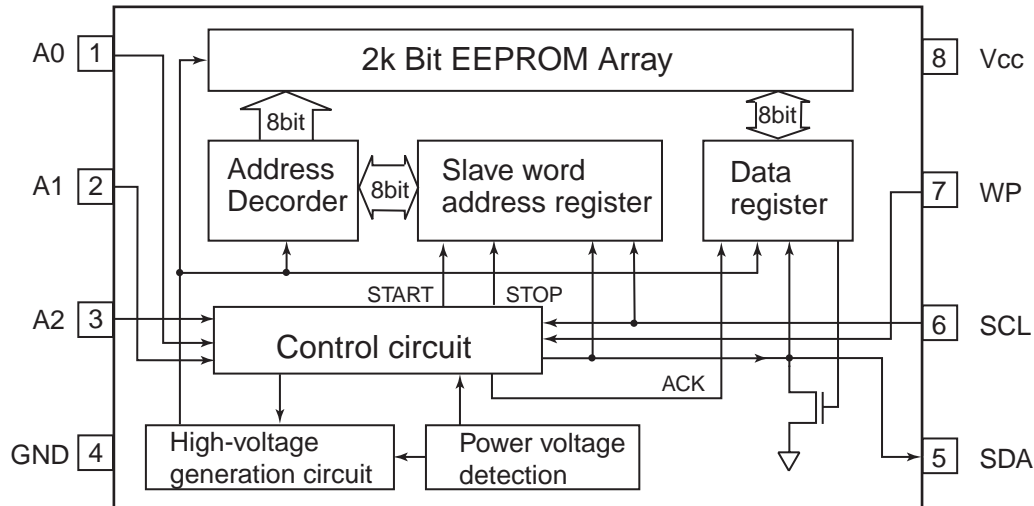 2k Bit EEPROM Array
A0 1
8 Vcc
8bit
8bit
Address
Decorder
8bit
Slave word
address register
Data
register
A1 2
7 WP
START
STOP
A2 3
6 SCL
Control circuit
ACK
GND 4
High-voltage
generation circuit
Power voltage
detection
5 SDA